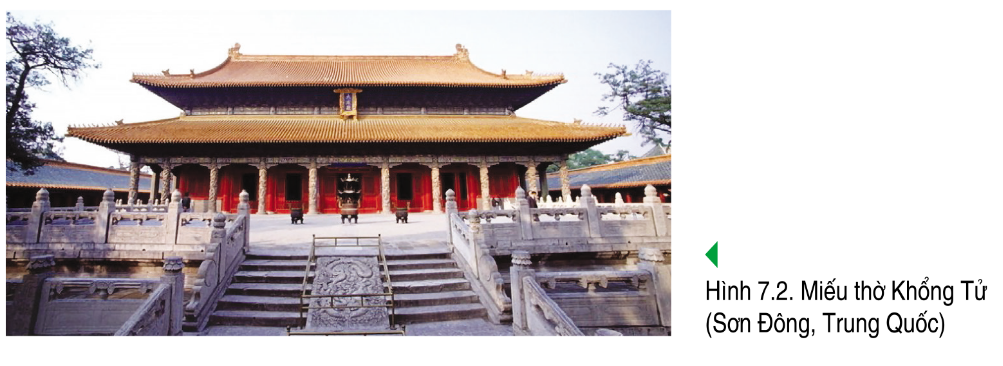 Hình 7.2. Miếu thờ Khổng Tử
(Sơn Đông, Trung Quốc)